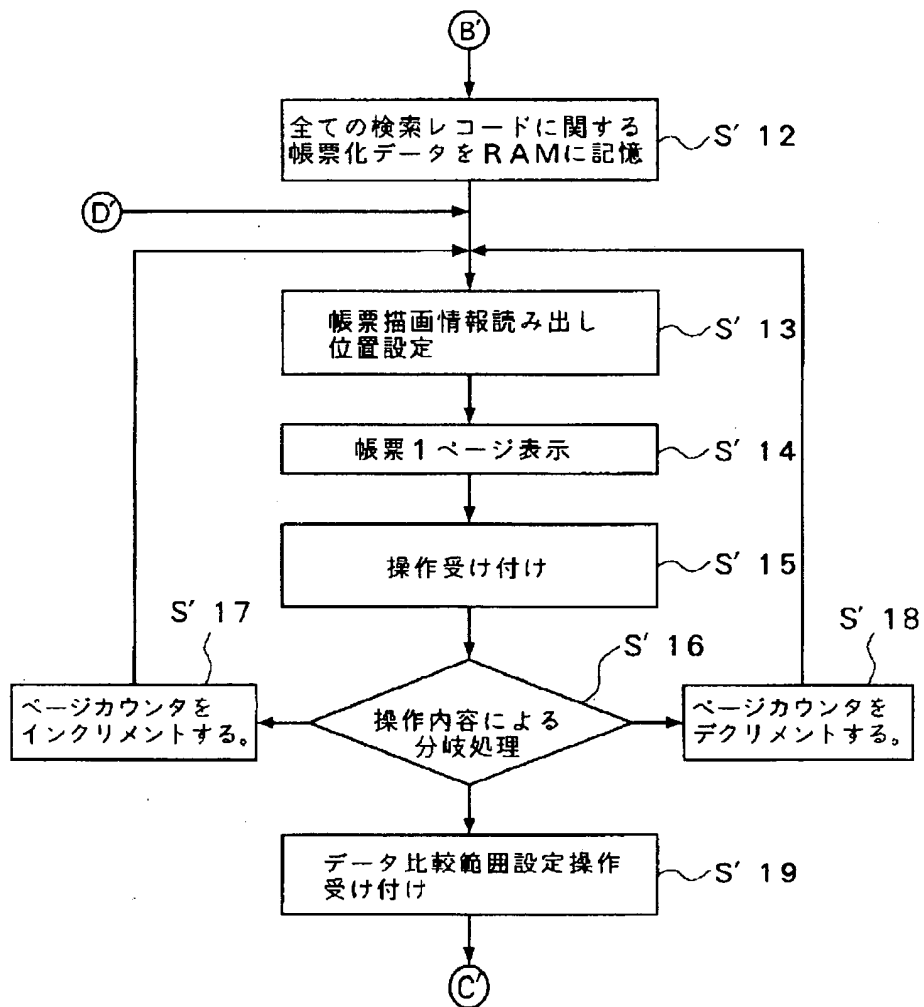 B'
全ての検索レコードに関する
帳票化データをRAMに記憶
S' 12
D'
帳票描画情報読み出し
位置設定
S' 13
帳票1ページ表示
S' 14
操作受け付け
S' 15
S' 17
S' 16
S' 18
ページカウンタを
インクリメントする。
操作内容による
分岐処理
ページカウンタを
デクリメントする。
データ比較範囲設定操作
受け付け
S' 19
C'